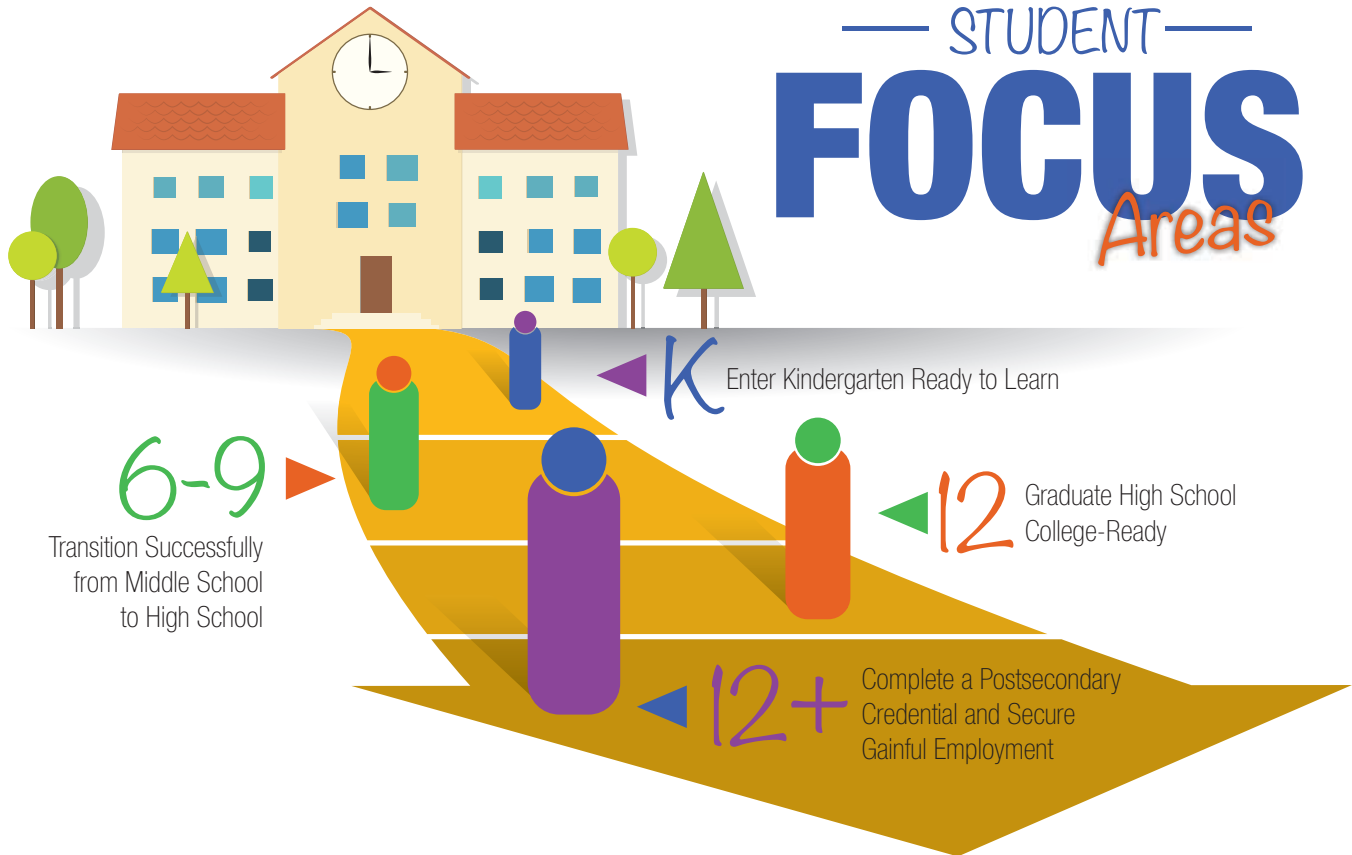 STUDENT
FOCUS
Areas
K
Enter Kindergarten Ready to Learn
6-9
Transition Successfully
from Middle School
to High School
12
Graduate High School
College-Ready
12+
Complete a Postsecondary
Credential and Secure
Gainful Employment